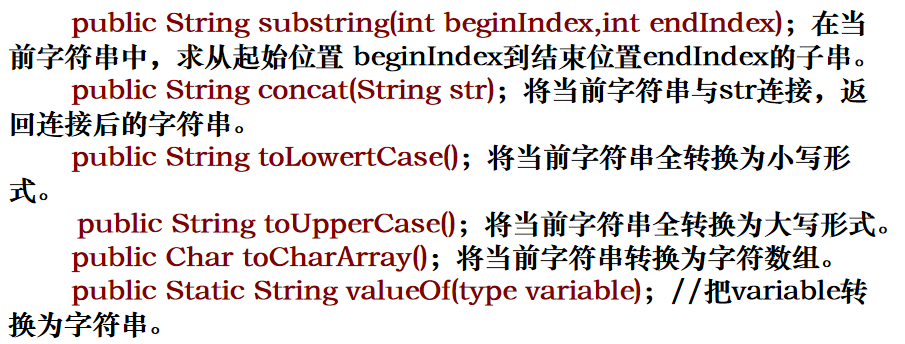 public String substring(int beginIndex,int endIndex)；在当
前字符串中，求从起始位置 beginIndex到结束位置endIndex的子串。
public String concat(String str)；将当前字符串与str连接，返
回连接后的字符串。
public String toLowertCase()；将当前字符串全转换为小写形
式。
public String toUpperCase()；将当前字符串全转换为大写形式。
public Char toCharArray()；将当前字符串转换为字符数组。
public Static String valueOf(type variable)；//把variable转
换为字符串。